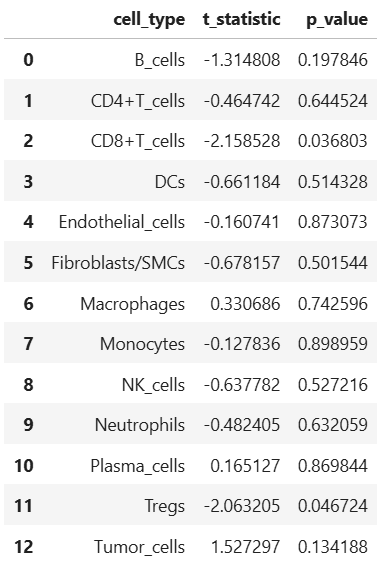 cell_type t_statistic p_value
0 B_cells -1.314808 0.197846
1 CD4+T_cells -0.464742 0.644524
2 CD8+T_cells -2.158528 0.036803
3 DCs -0.661184 0.514328
4 Endothelial_cells -0.160741 0.873073
5 Fibroblasts/SMCs -0.678157 0.501544
6 Macrophages 0.330686 0.742596
7 Monocytes -0.127836 0.898959
8 NK_cells -0.637782 0.527216
9 Neutrophils -0.482405 0.632059
10 Plasma_cells 0.165127 0.869844
11 Tregs -2.063205 0.046724
12 Tumor_cells 1.527297 0.134188